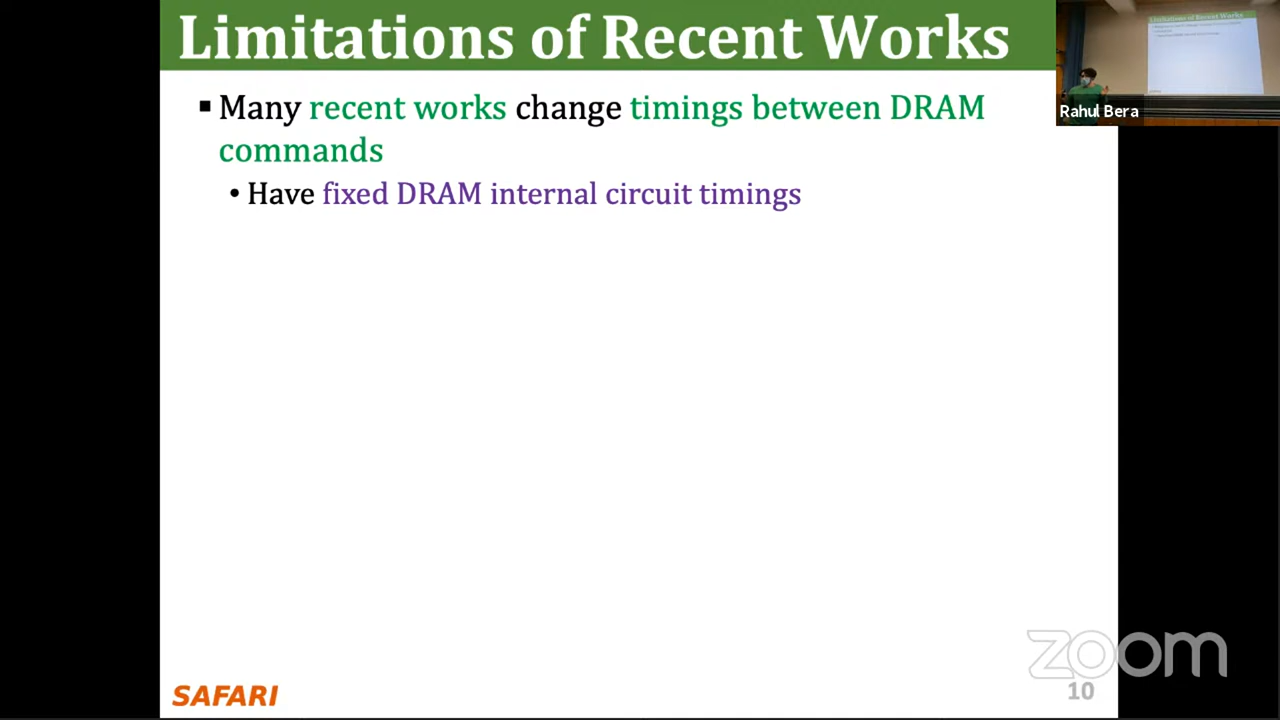 Limitations of Recent Works
▪ Many recent works change timings between DRAM
commands
• Have fixed DRAM internal circuit timings
Rahul Bera
SAFARI
zoom
10